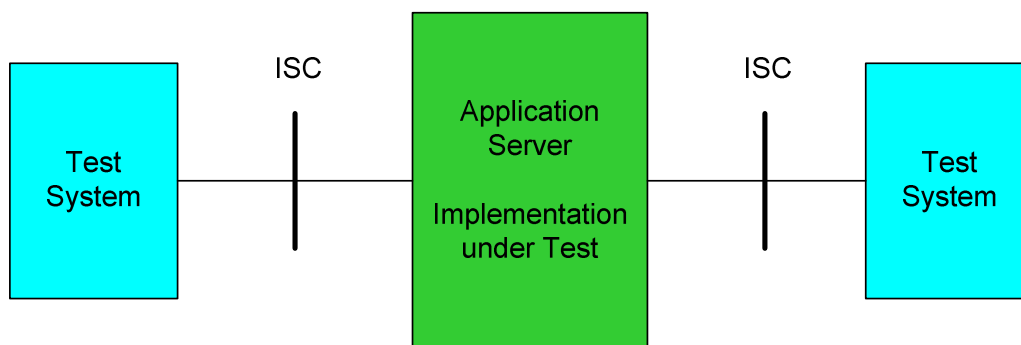 ISC
ISC
Test
System
Application
Server
Implementation
under Test
Test
System